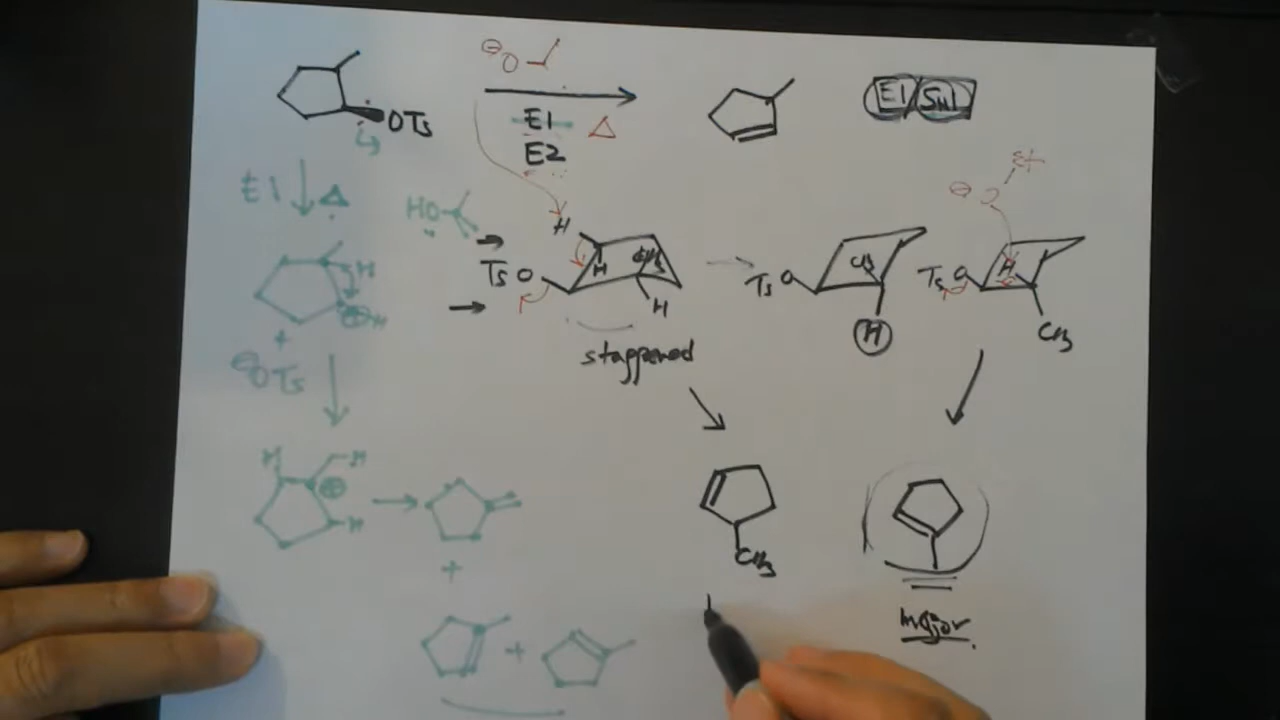 ⊖O
OTs
E1 Δ
E2
E1 SN1
E1 Δ
HO
H
⊕ H
+
⊖OTs
H
TsO
H
CH3
H
staggered
TsO
CH3
H
⊖
TsO
H
CH3
H H
⊕
H
+
+
CH3
major